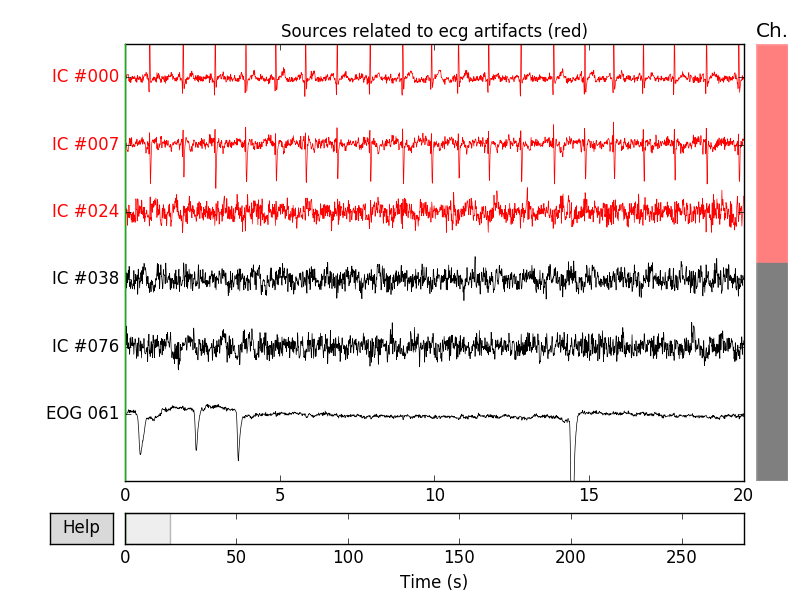 Sources related to ecg artifacts (red)
Ch.
IC #000
IC #007
IC #024
IC #038
IC #076
EOG 061
0 5 10 15 20
Help
0 50 100 150 200 250
Time (s)